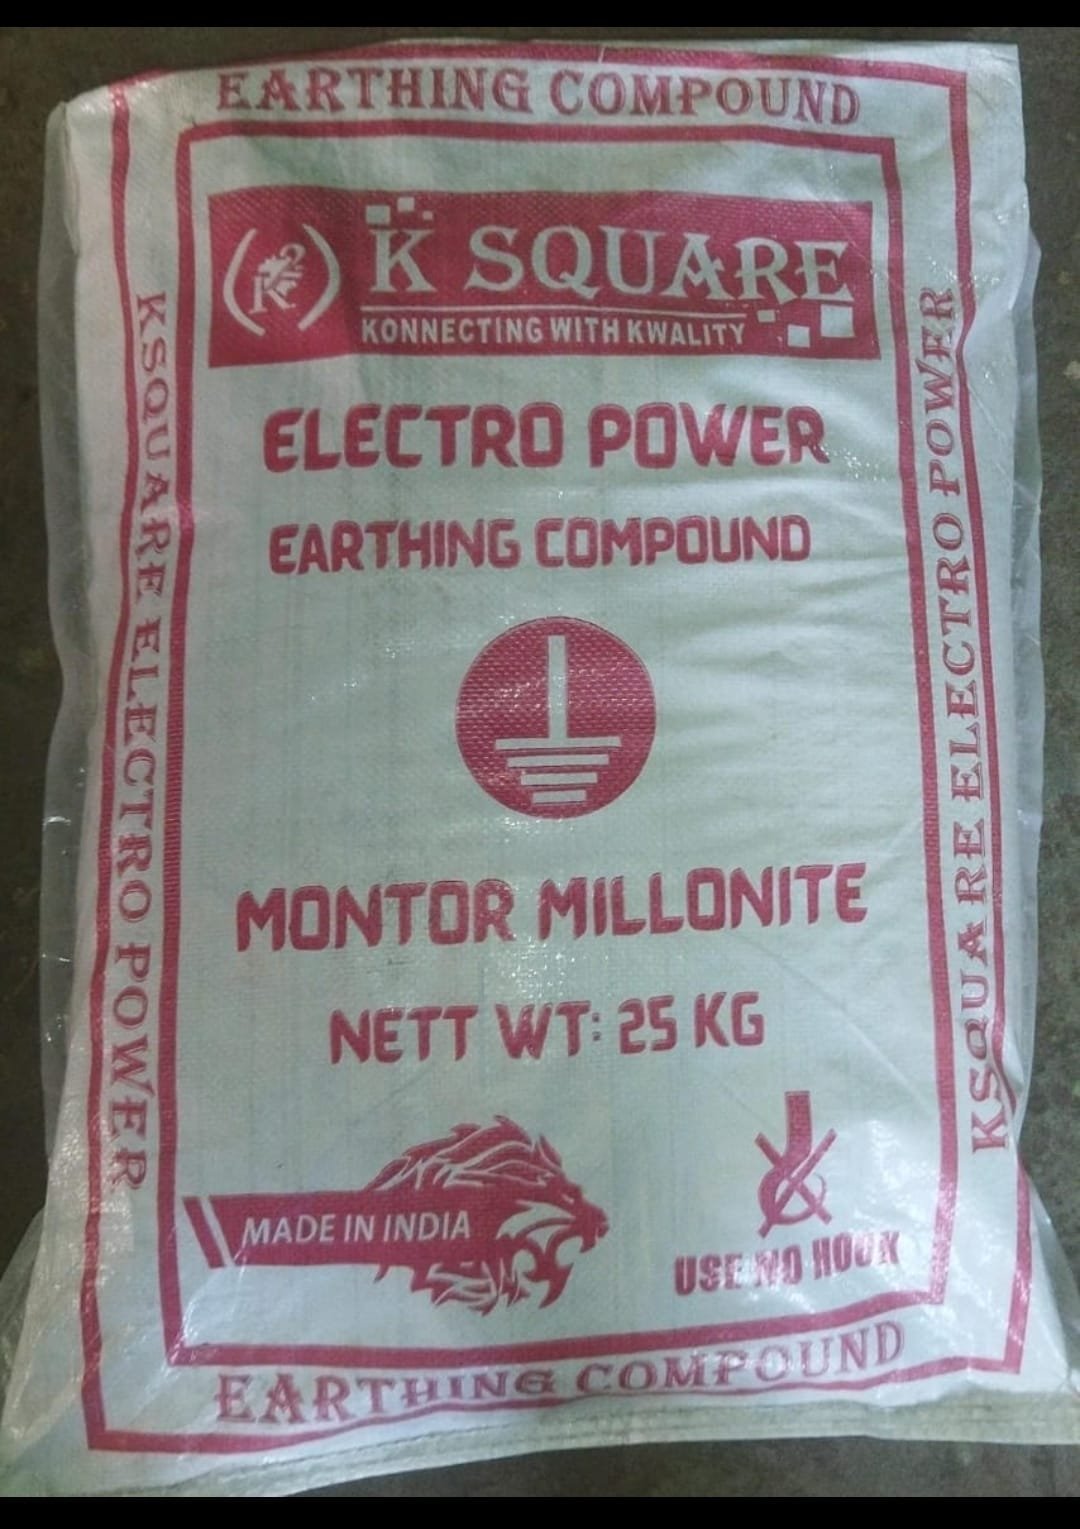 EARTHING COMPOUND
K2
K SQUARE
KONNECTING WITH KWALITY
ELECTRO POWER
EARTHING COMPOUND
MONTOR MILLONITE
NETT WT: 25 KG
MADE IN INDIA
USE NO HOOK
EARTHING COMPOUND
KSQUARE ELECTRO POWER
KSQUARE ELECTRO POWER